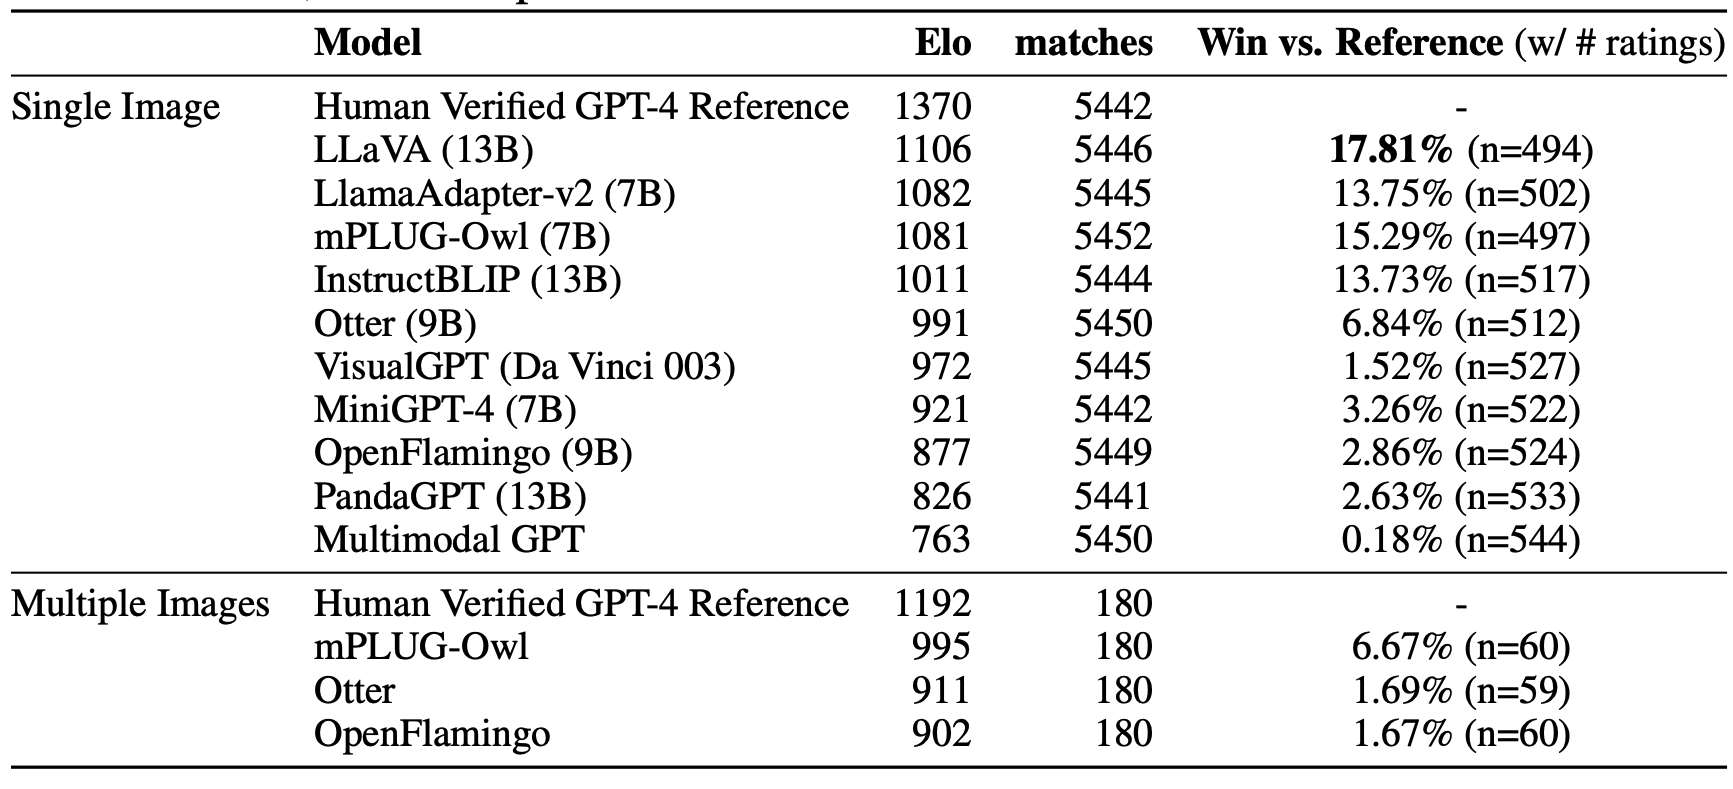 Model Elo matches Win vs. Reference (w/ # ratings)
Single Image Human Verified GPT-4 Reference 1370 5442 -
LLaVA (13B) 1106 5446 17.81% (n=494)
LlamaAdapter-v2 (7B) 1082 5445 13.75% (n=502)
mPLUG-Owl (7B) 1081 5452 15.29% (n=497)
InstructBLIP (13B) 1011 5444 13.73% (n=517)
Otter (9B) 991 5450 6.84% (n=512)
VisualGPT (Da Vinci 003) 972 5445 1.52% (n=527)
MiniGPT-4 (7B) 921 5442 3.26% (n=522)
OpenFlamingo (9B) 877 5449 2.86% (n=524)
PandaGPT (13B) 826 5441 2.63% (n=533)
Multimodal GPT 763 5450 0.18% (n=544)
Multiple Images Human Verified GPT-4 Reference 1192 180 -
mPLUG-Owl 995 180 6.67% (n=60)
Otter 911 180 1.69% (n=59)
OpenFlamingo 902 180 1.67% (n=60)